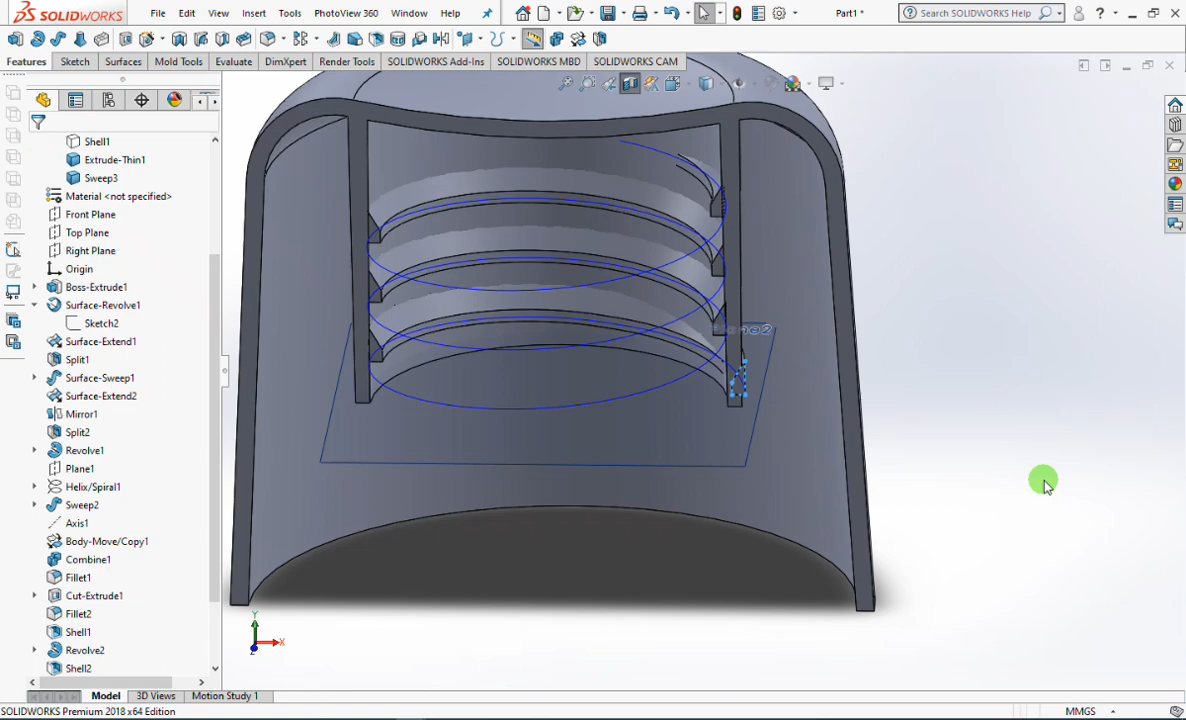 SOLIDWORKS File Edit View Insert Tools PhotoView 360 Window Help Part1 * Search SOLIDWORKS Help ?
Features Sketch Surfaces Mold Tools Evaluate DimXpert Render Tools SOLIDWORKS Add-Ins SOLIDWORKS MBD SOLIDWORKS CAM
Shell1
Extrude-Thin1
Sweep3
Material <not specified>
Front Plane
Top Plane
Right Plane
Origin
Boss-Extrude1
Surface-Revolve1
Sketch2
Surface-Extend1
Split1
Surface-Sweep1
Surface-Extend2
Mirror1
Split2
Revolve1
Plane1
Helix/Spiral1
Sweep2
Axis1
Body-Move/Copy1
Combine1
Fillet1
Cut-Extrude1
Fillet2
Shell1
Revolve2
Shell2
Y
X
Z
Model 3D Views Motion Study 1
SOLIDWORKS Premium 2018 x64 Edition MMGS